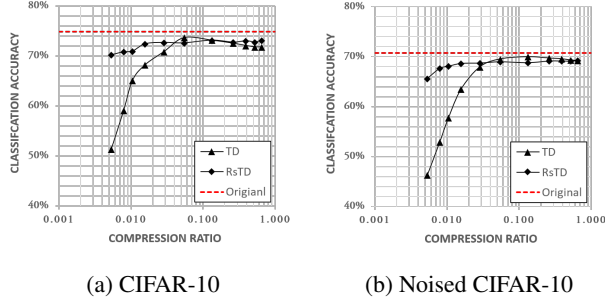 80%
70%
60%
50%
40%
CLASSIFCATION ACCURACY
TD
RsTD
Origianl
0.001 0.010 0.100 1.000
COMPRESSION RATIO
(a) CIFAR-10
80%
70%
60%
50%
40%
CLASSIFCATION ACCURACY
TD
RsTD
Original
0.001 0.010 0.100 1.000
COMPRESSION RATIO
(b) Noised CIFAR-10